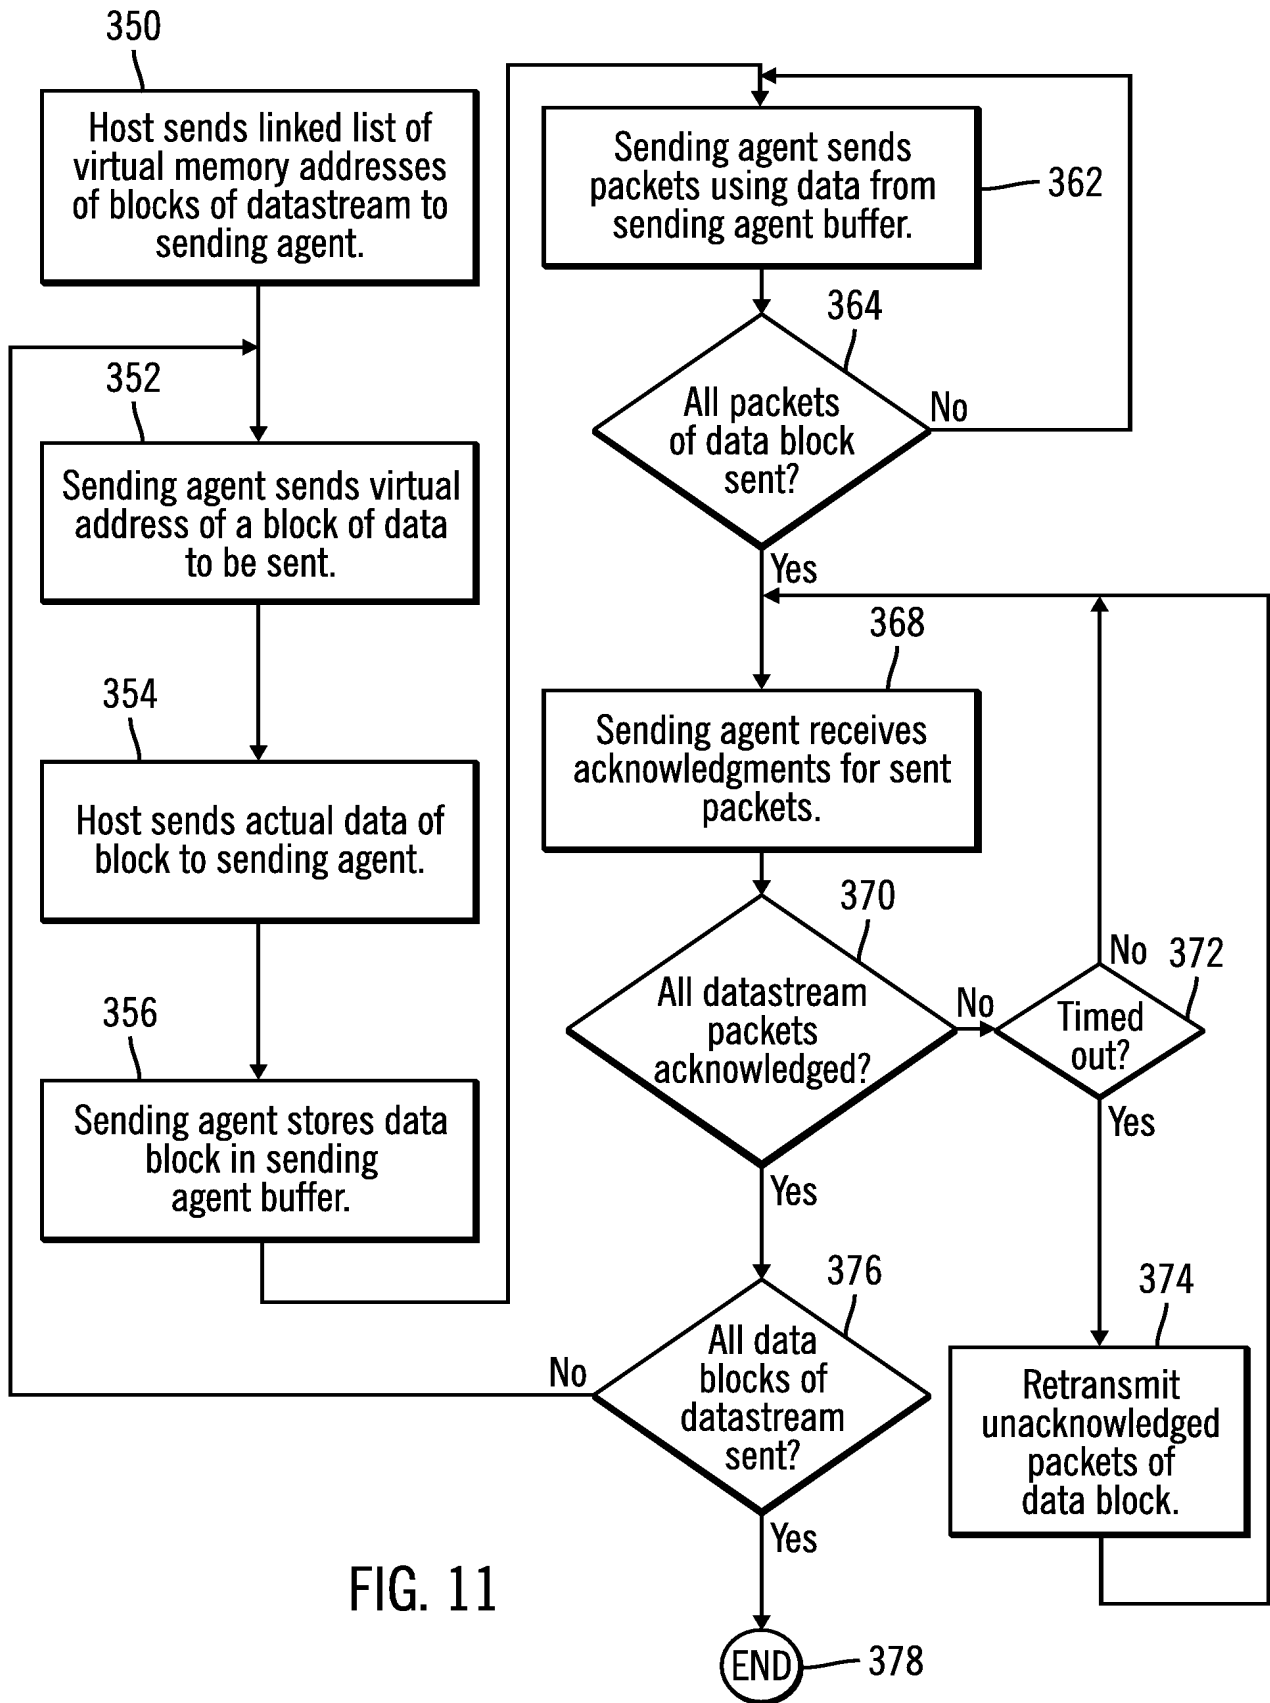 350
Host sends linked list of
virtual memory addresses
of blocks of datastream to
sending agent.
352
Sending agent sends virtual
address of a block of data
to be sent.
354
Host sends actual data of
block to sending agent.
356
Sending agent stores data
block in sending
agent buffer.
Sending agent sends
packets using data from
sending agent buffer.
362
364
All packets
of data block
sent?
No
Yes
368
Sending agent receives
acknowledgments for sent
packets.
370
All datastream
packets
acknowledged?
No
Yes
372
Timed
out?
No
Yes
374
Retransmit
unacknowledged
packets of
data block.
376
All data
blocks of
datastream
sent?
No
Yes
END
378
FIG. 11